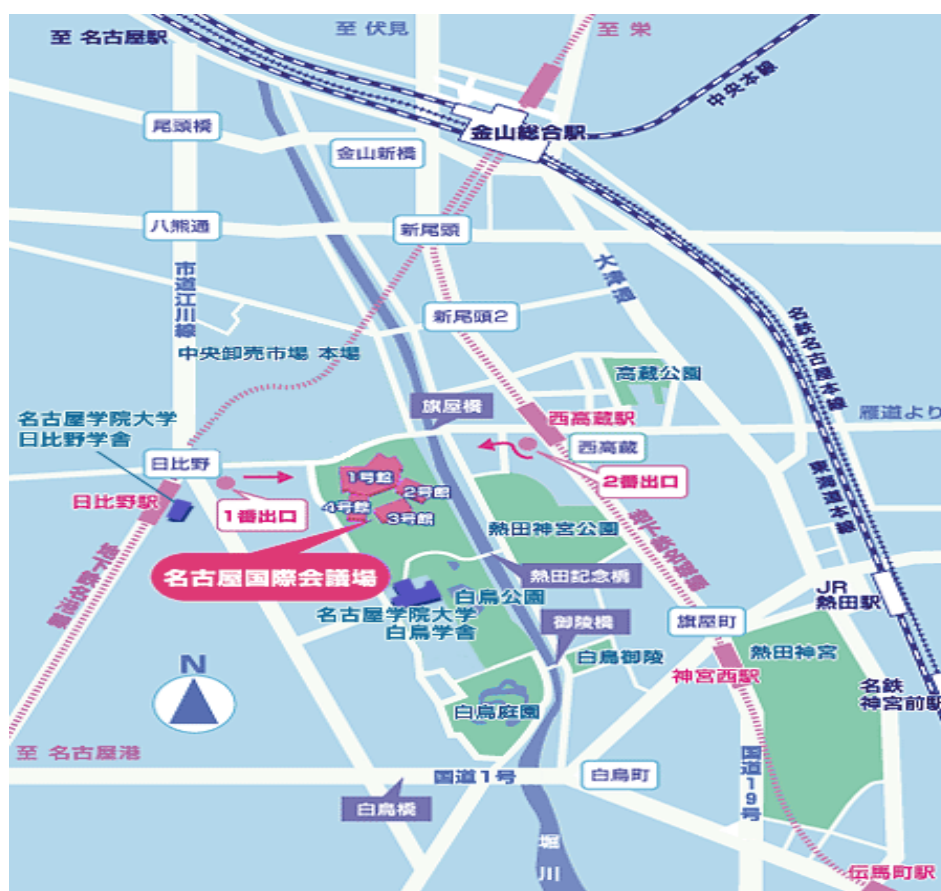 至 伏見
至 栄
至 名古屋駅
中央本線
尾頭橋
金山総合駅
金山新橋
八熊通
新尾頭
市道江川線
大津通
新尾頭2
名鉄名古屋本線
中央卸売市場 本場
高蔵公園
旗屋橋
西高蔵駅
雁道より
名古屋学院大学
日比野学舎
日比野
西高蔵
1号館
2号館
2番出口
日比野駅
1番出口
4号館
3号館
東海道本線
熱田神宮公園
地下鉄名港線
地下鉄名城線
名古屋国際会議場
熱田記念橋
JR
熱田駅
白鳥公園
名古屋学院大学
白鳥学舎
御陵橋
旗屋町
N
白鳥御陵
熱田神宮
神宮西駅
名鉄
神宮前駅
白鳥庭園
至 名古屋港
国道1号
白鳥町
国道19号
白鳥橋
堀川
伝馬町駅